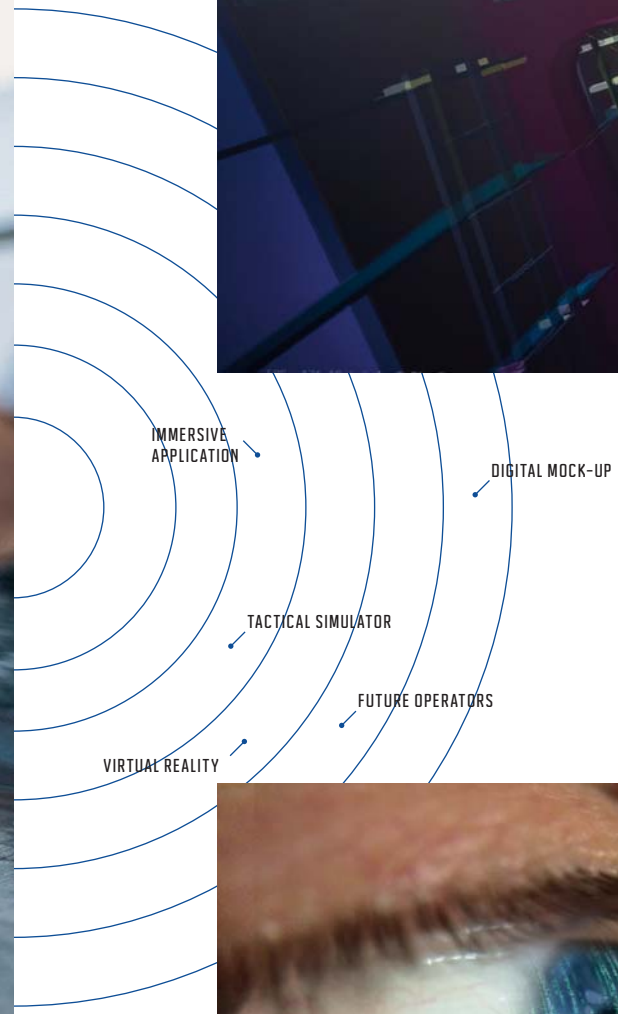 IMMERSIVE
APPLICATION
DIGITAL MOCK-UP
TACTICAL SIMULATOR
FUTURE OPERATORS
VIRTUAL REALITY